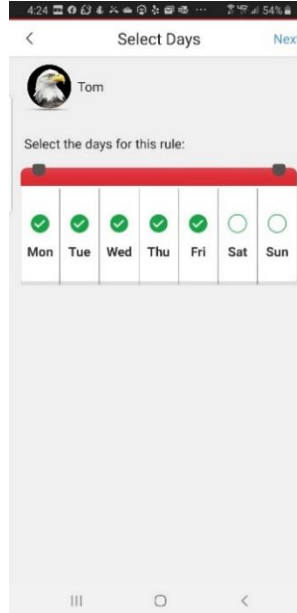 4:24 54%
Select Days Next
Tom
Select the days for this rule:
Mon Tue Wed Thu Fri Sat Sun